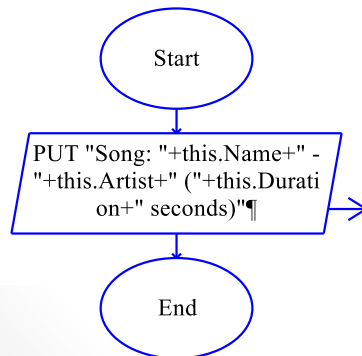 Start
PUT "Song: "+this.Name+" -
"+this.Artist+" ("+this.Durati
on+" seconds)"¶
End